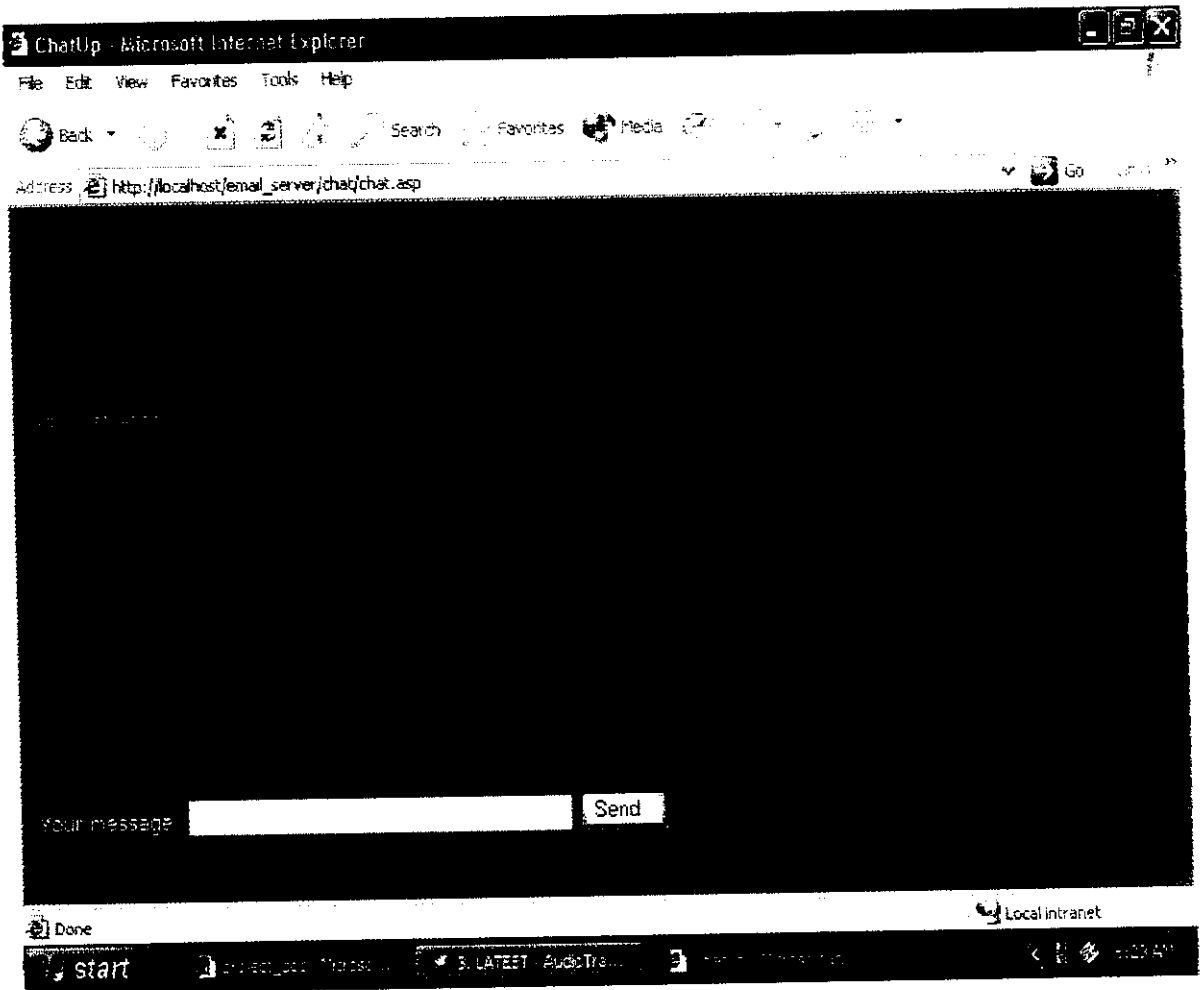 ChatUp - Microsoft Internet Explorer
File Edit View Favorites Tools Help
Back Search Favorites Media
Address http://localhost/email_server/chat/chat.asp Go
Your message Send
Done Local intranet
start 3. LATEST - AudioTra...